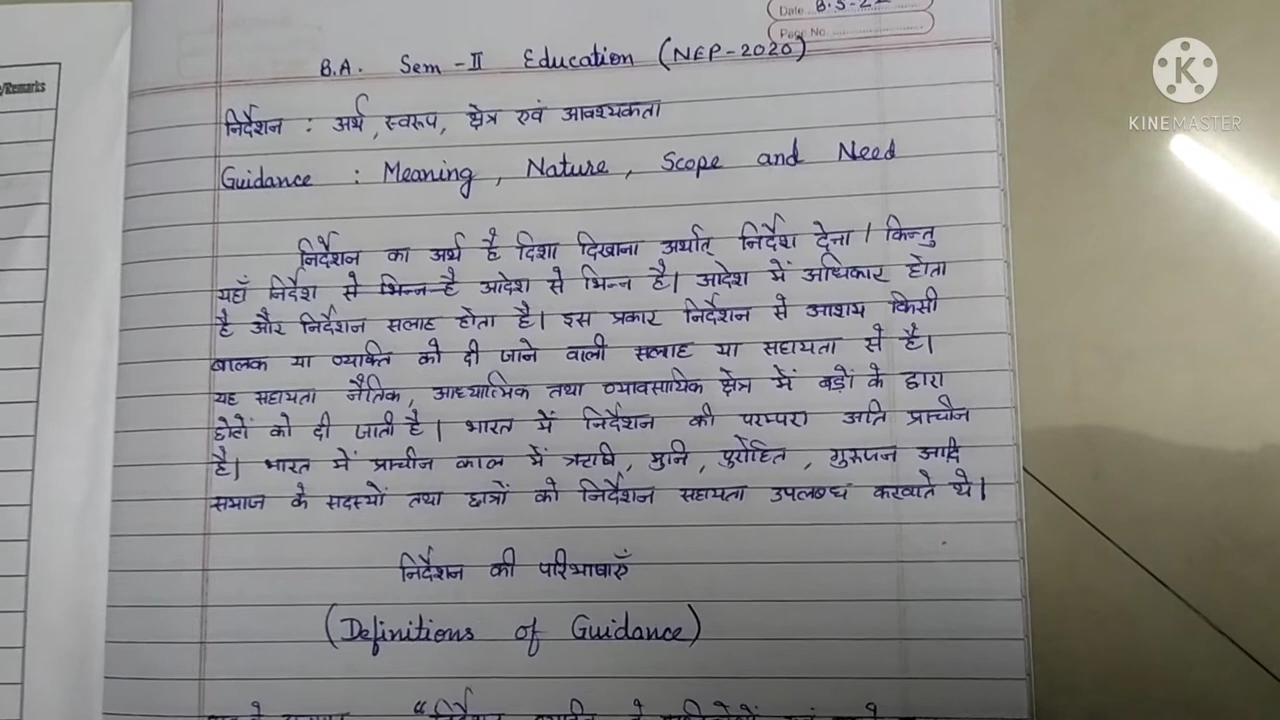 /Remarks
Date
Page No.
B.A. Sem - II Education (NEP-2020)
निर्देशन : अर्थ, स्वरूप, क्षेत्र एवं आवश्यकता
Guidance : Meaning, Nature, Scope and Need
निर्देशन का अर्थ है दिशा दिखाना अर्थात् निर्देश देना। किन्तु
यहाँ निर्देश से भिन्न है आदेश से भिन्न है। आदेश में अधिकार होता
है और निर्देशन सलाह होता है। इस प्रकार निर्देशन से आशय किसी
बालक या व्यक्ति को दी जाने वाली सलाह या सहायता से है।
यह सहायता नैतिक, आध्यात्मिक तथा व्यावसायिक क्षेत्र में बड़ों के द्वारा
छोटों को दी जाती है। भारत में निर्देशन की परम्परा अति प्राचीन
है। भारत में प्राचीन काल में ऋषि, मुनि, पुरोहित, गुरुजन आदि
समाज के सदस्यों तथा छात्रों को निर्देशन सहायता उपलब्ध करवाते थे।
निर्देशन की परिभाषाएँ
(Definitions of Guidance)
"निर्देशन
K
KINEMASTER